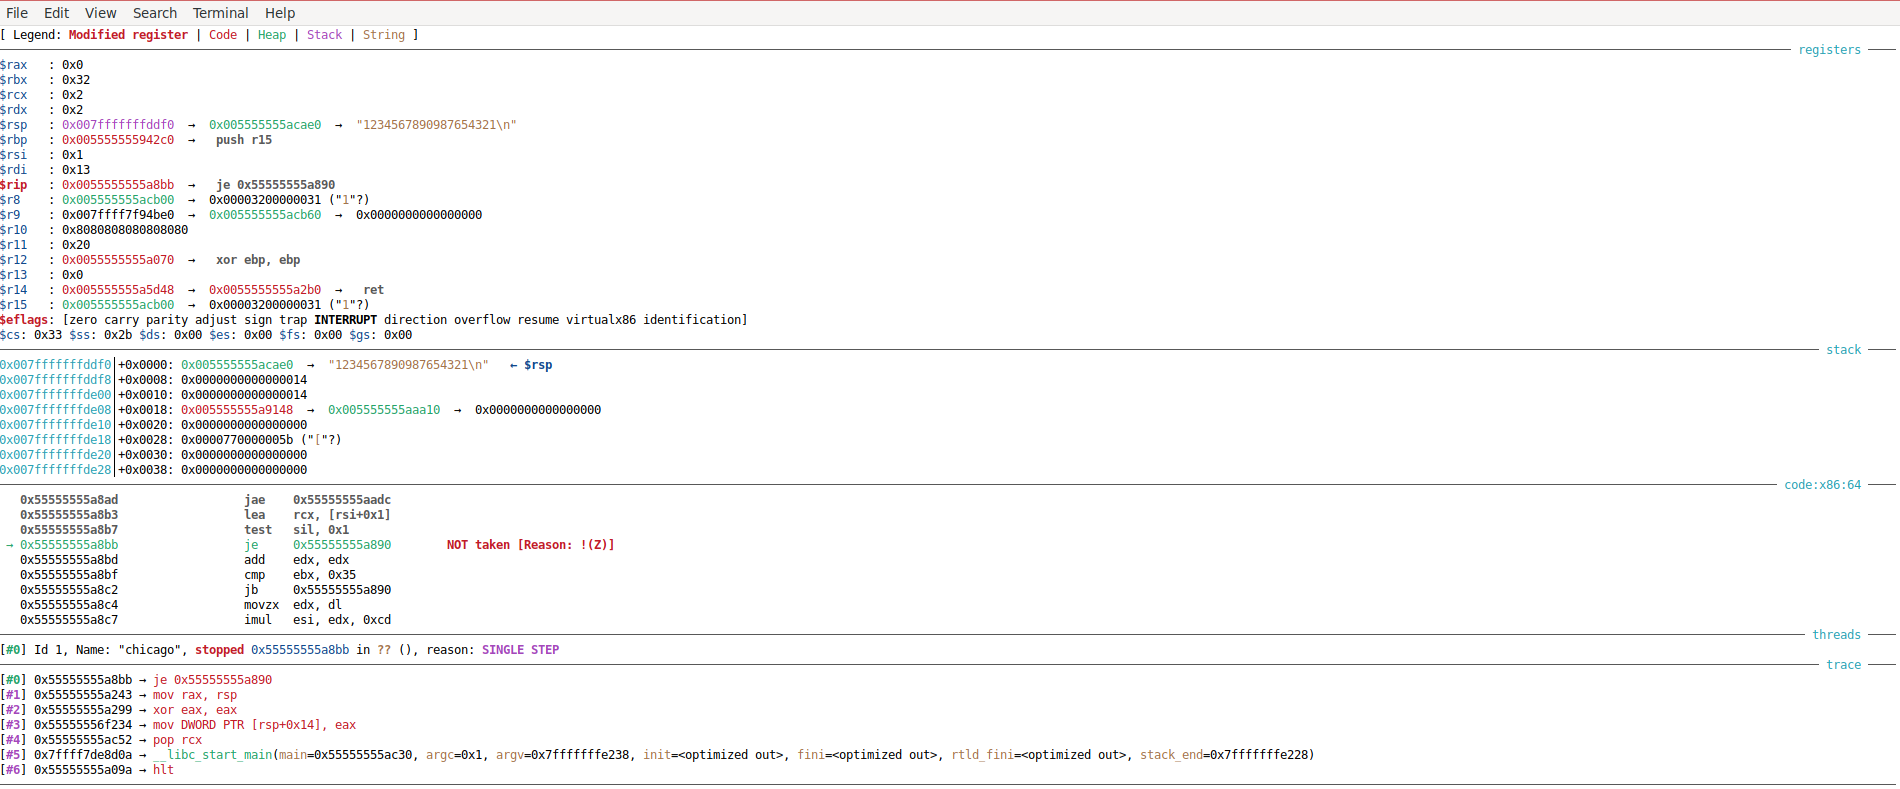 File Edit View Search Terminal Help
[ Legend: Modified register | Code | Heap | Stack | String ]
registers
$rax : 0x0
$rbx : 0x32
$rcx : 0x2
$rdx : 0x2
$rsp : 0x007fffffffddf0 → 0x005555555acae0 → "1234567890987654321\n"
$rbp : 0x005555555942c0 → push r15
$rsi : 0x1
$rdi : 0x13
$rip : 0x0055555555a8bb → je 0x55555555a890
$r8 : 0x005555555acb00 → 0x00003200000031 ("1"?)
$r9 : 0x007ffff7f94be0 → 0x005555555acb60 → 0x0000000000000000
$r10 : 0x8080808080808080
$r11 : 0x20
$r12 : 0x0055555555a070 → xor ebp, ebp
$r13 : 0x0
$r14 : 0x005555555a5d48 → 0x0055555555a2b0 → ret
$r15 : 0x005555555acb00 → 0x00003200000031 ("1"?)
$eflags: [zero carry parity adjust sign trap INTERRUPT direction overflow resume virtualx86 identification]
$cs: 0x33 $ss: 0x2b $ds: 0x00 $es: 0x00 $fs: 0x00 $gs: 0x00
stack
0x007fffffffddf0│+0x0000: 0x005555555acae0 → "1234567890987654321\n" ← $rsp
0x007fffffffddf8│+0x0008: 0x0000000000000014
0x007fffffffde00│+0x0010: 0x0000000000000014
0x007fffffffde08│+0x0018: 0x005555555a9148 → 0x005555555aaa10 → 0x0000000000000000
0x007fffffffde10│+0x0020: 0x0000000000000000
0x007fffffffde18│+0x0028: 0x0000770000005b ("["?)
0x007fffffffde20│+0x0030: 0x0000000000000000
0x007fffffffde28│+0x0038: 0x0000000000000000
code:x86:64
0x55555555a8ad jae 0x55555555aadc
0x55555555a8b3 lea rcx, [rsi+0x1]
0x55555555a8b7 test sil, 0x1
→ 0x55555555a8bb je 0x55555555a890 NOT taken [Reason: !(Z)]
0x55555555a8bd add edx, edx
0x55555555a8bf cmp ebx, 0x35
0x55555555a8c2 jb 0x55555555a890
0x55555555a8c4 movzx edx, dl
0x55555555a8c7 imul esi, edx, 0xcd
threads
[#0] Id 1, Name: "chicago", stopped 0x55555555a8bb in ?? (), reason: SINGLE STEP
trace
[#0] 0x55555555a8bb → je 0x55555555a890
[#1] 0x55555555a243 → mov rax, rsp
[#2] 0x55555555a299 → xor eax, eax
[#3] 0x55555556f234 → mov DWORD PTR [rsp+0x14], eax
[#4] 0x55555555ac52 → pop rcx
[#5] 0x7ffff7de8d0a → __libc_start_main(main=0x55555555ac30, argc=0x1, argv=0x7fffffffe238, init=<optimized out>, fini=<optimized out>, rtld_fini=<optimized out>, stack_end=0x7fffffffe228)
[#6] 0x55555555a09a → hlt